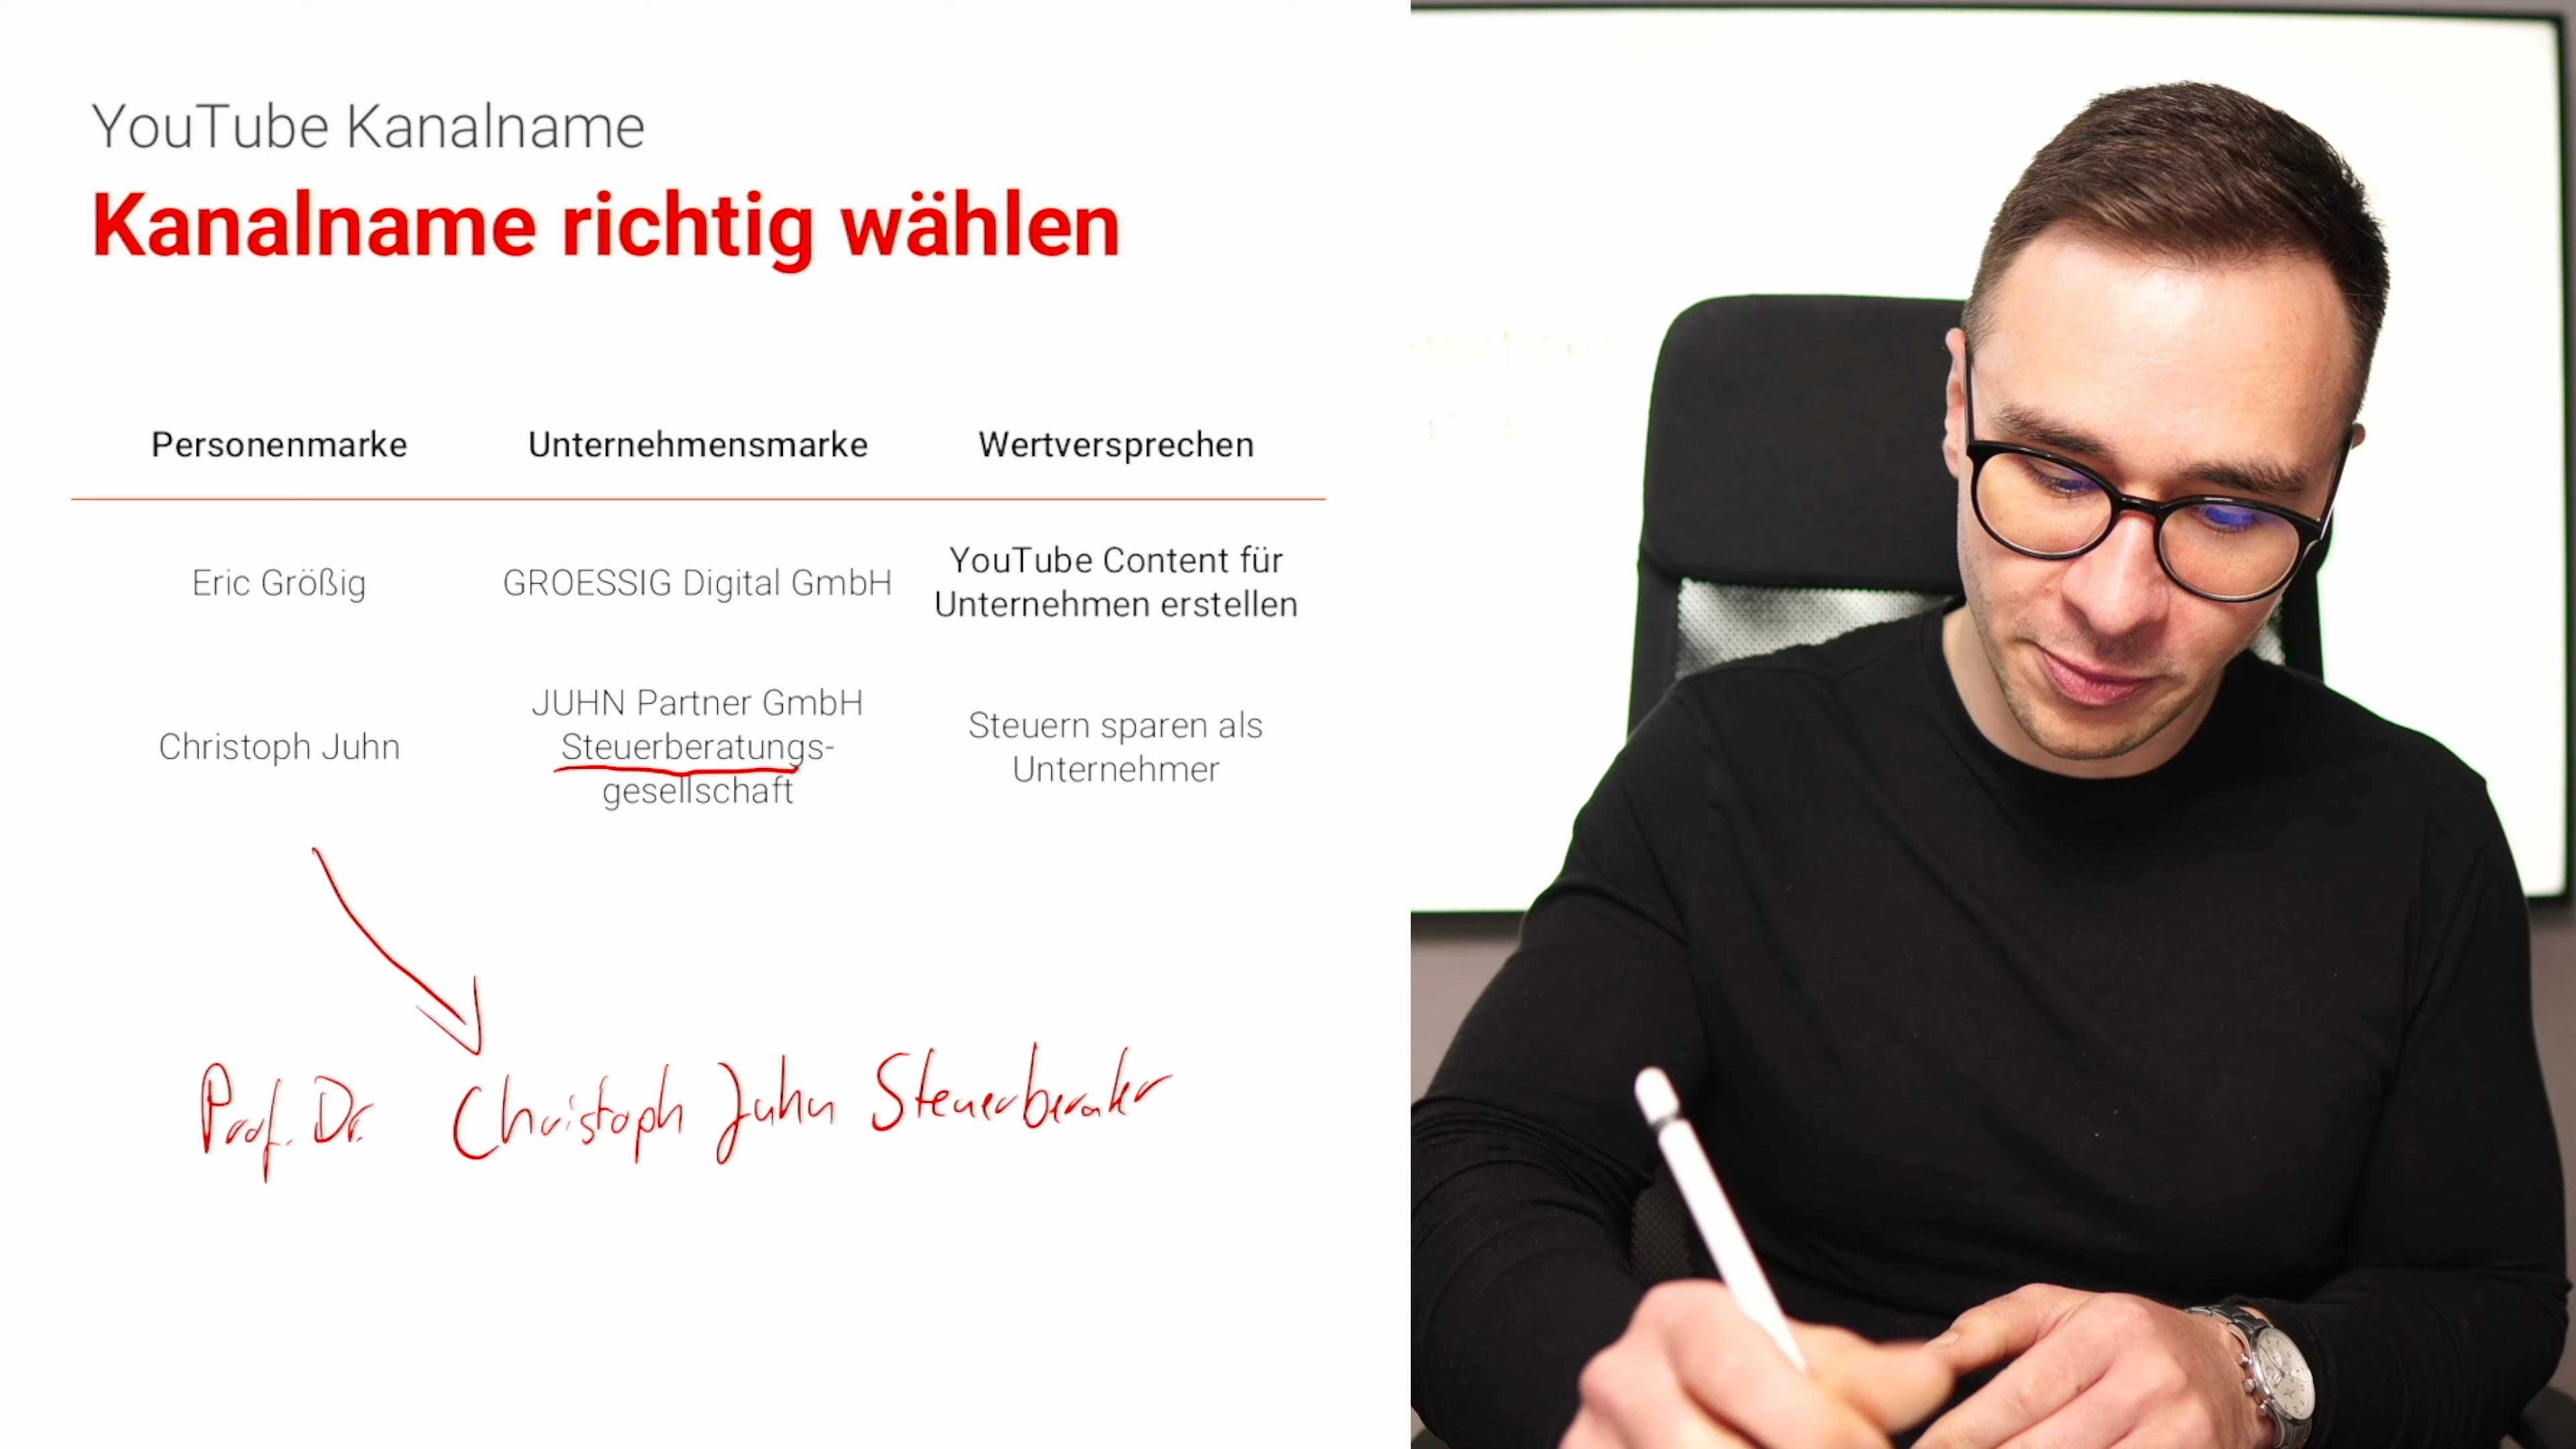 YouTube Kanalname
Kanalname richtig wählen
Personenmarke Unternehmensmarke Wertversprechen
Eric Größig GROESSIG Digital GmbH YouTube Content für
Unternehmen erstellen
Christoph Juhn JUHN Partner GmbH
Steuerberatungs-
gesellschaft Steuern sparen als
Unternehmer
Prof. Dr. Christoph Juhn Steuerberater